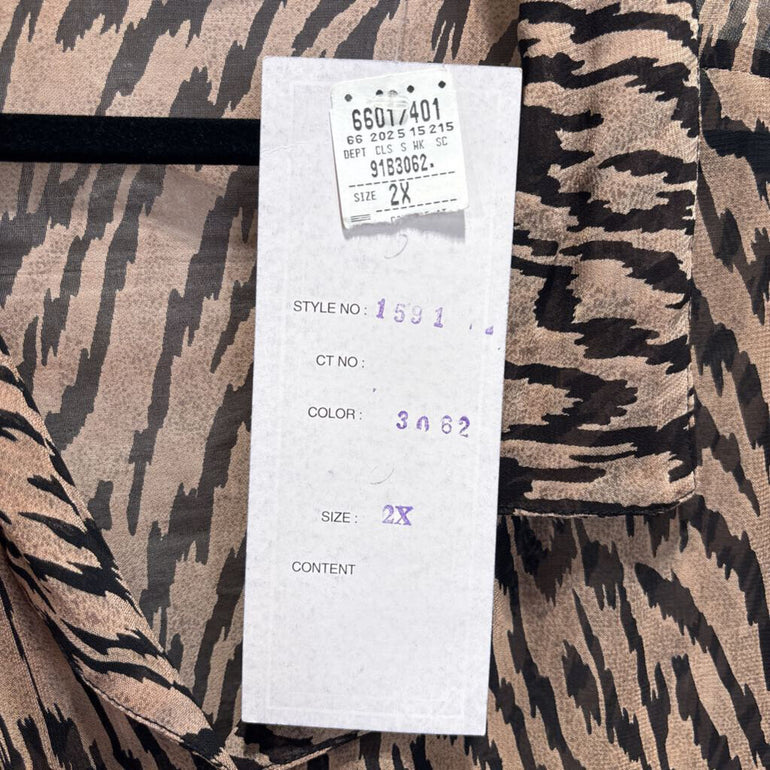 6601/401
66 2025 15 215
DEPT CLS S WK SC
91B3062.
SIZE 2X
STYLE NO : 1591
CT NO :
COLOR : 3062
SIZE : 2X
CONTENT